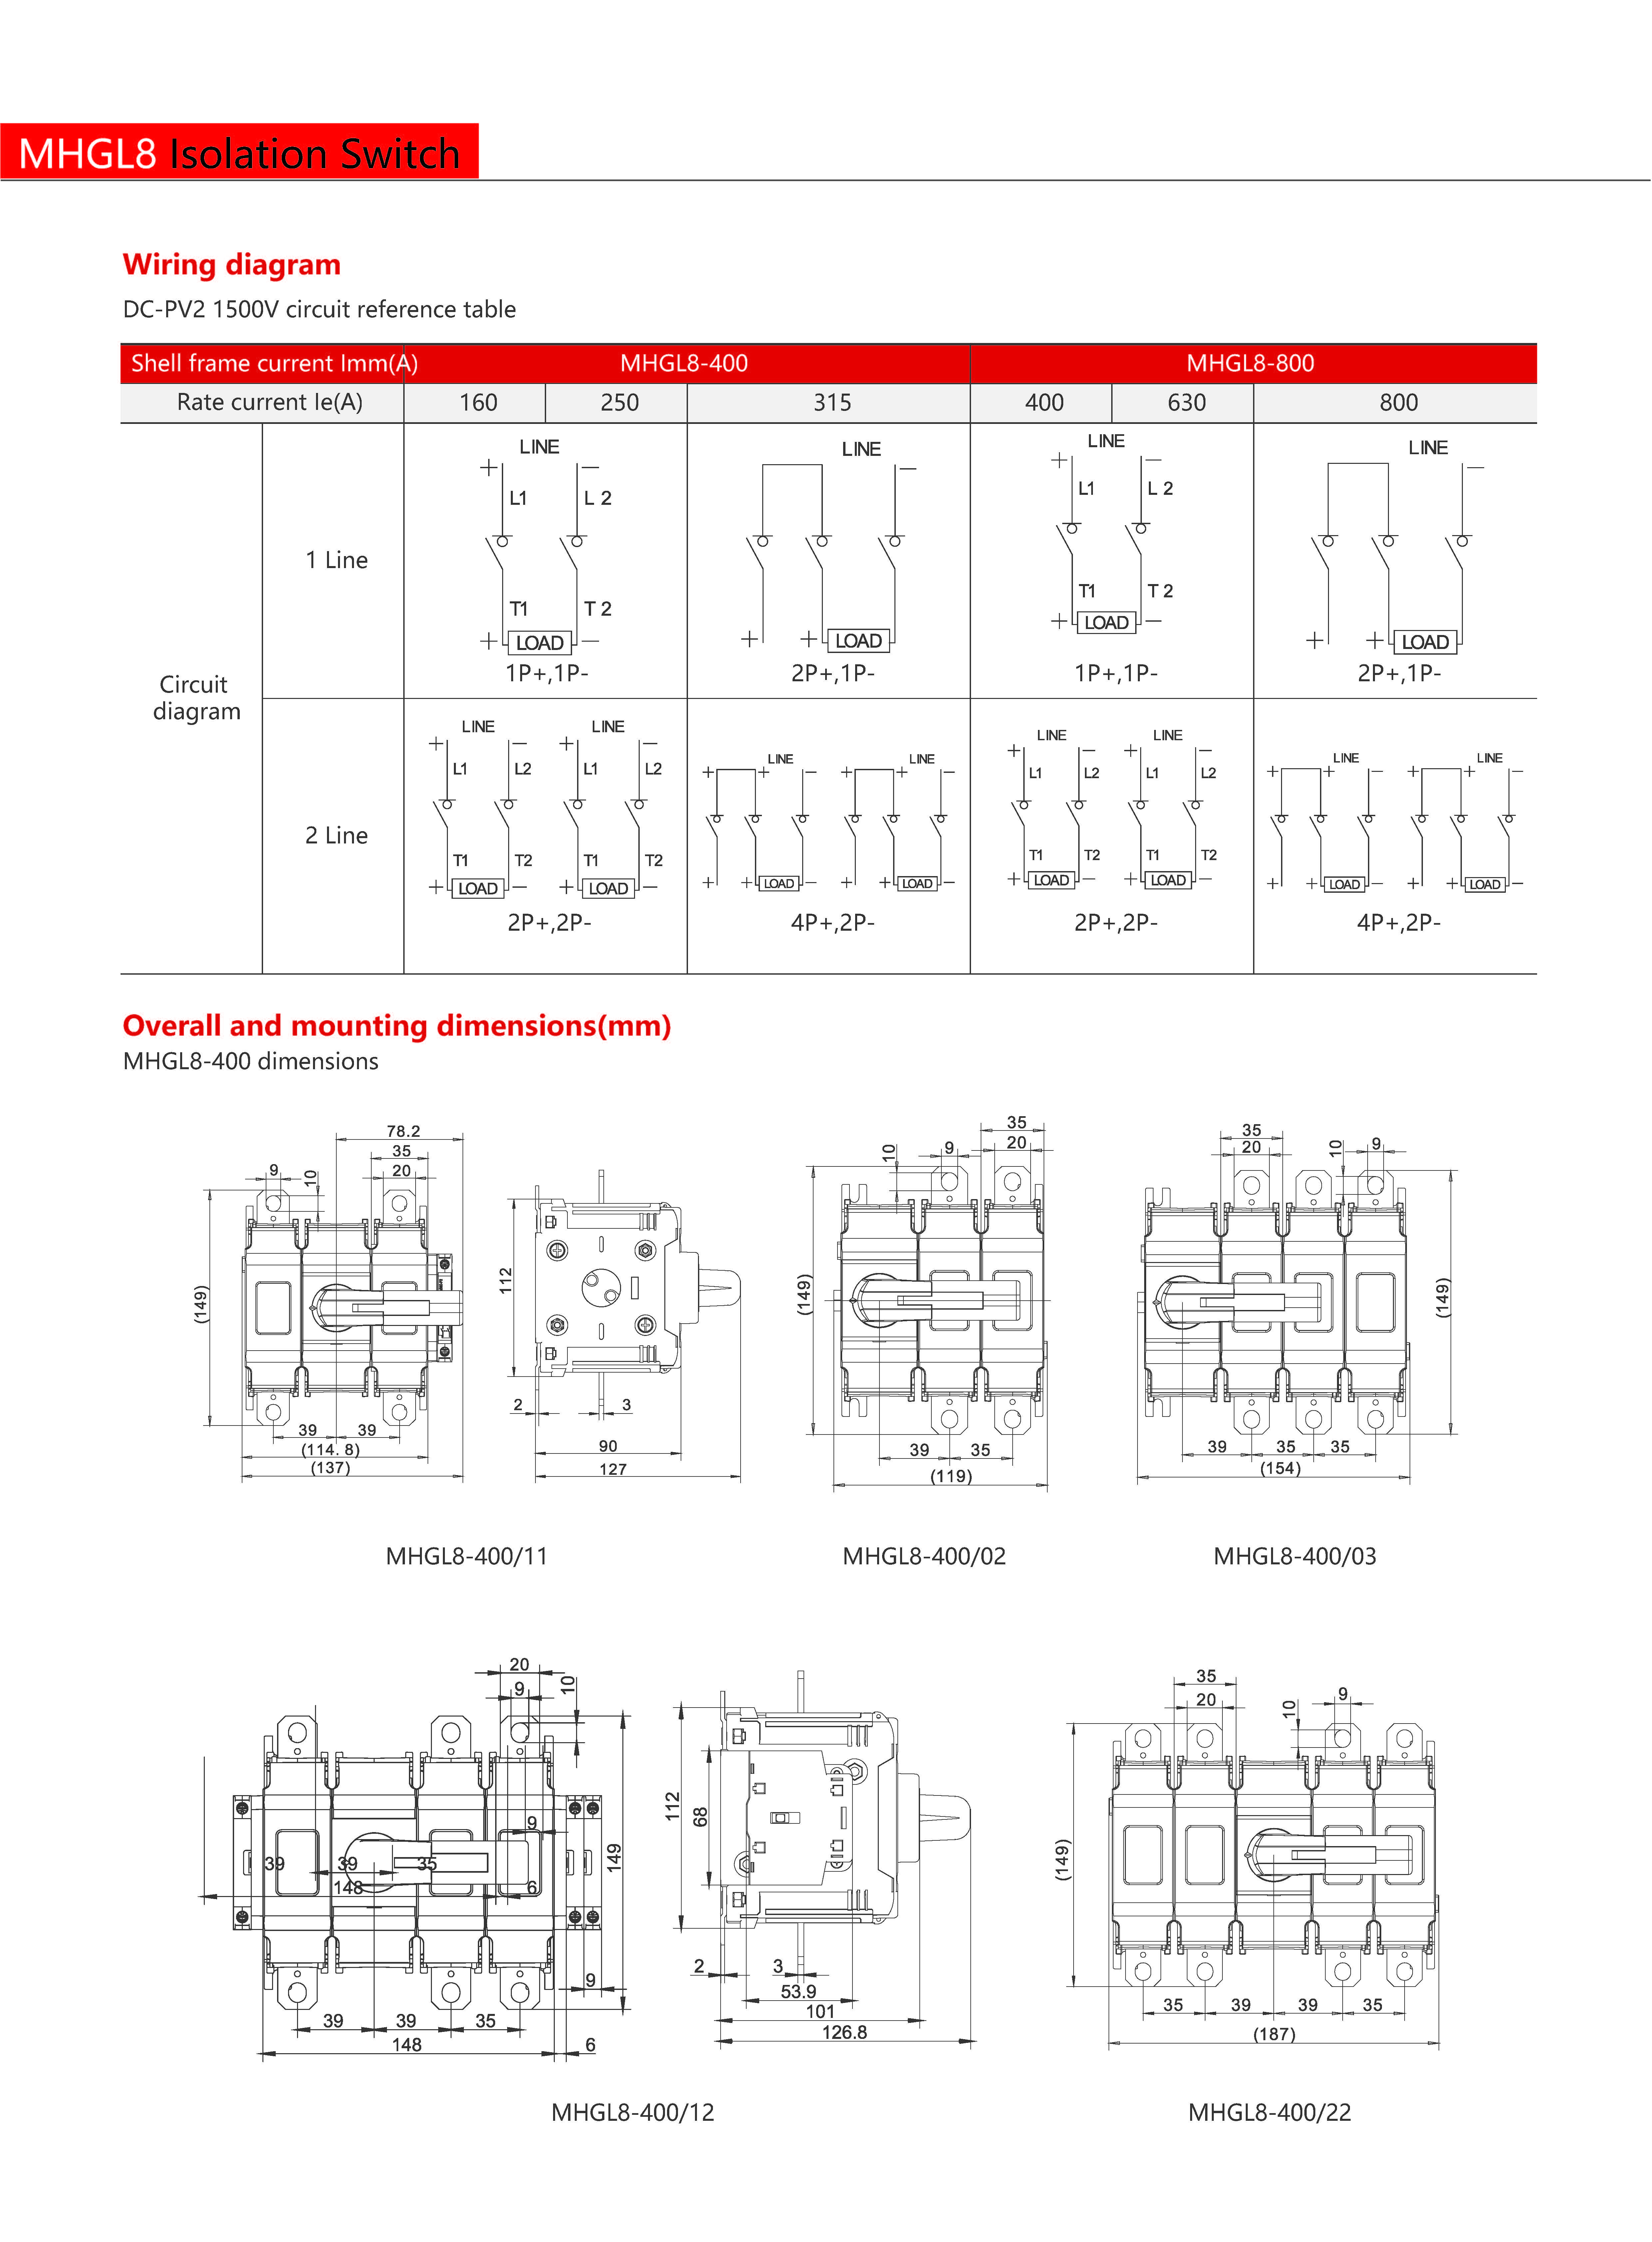 MHGL8 Isolation Switch
Wiring diagram
DC-PV2 1500V circuit reference table
Shell frame current Imm(A) MHGL8-400 MHGL8-800
Rate current Ie(A) 160 250 315 400 630 800
Circuit
diagram
1 Line
LINE
+ —
L1 L 2
T1 T 2
+ LOAD —
1P+,1P-
LINE
—
+ + LOAD
2P+,1P-
LINE
+ —
L1 L 2
T1 T 2
+ LOAD —
1P+,1P-
LINE
—
+ + LOAD
2P+,1P-
2 Line
LINE LINE
+ — + —
L1 L2 L1 L2
T1 T2 T1 T2
+ LOAD — + LOAD —
2P+,2P-
LINE LINE
+ + — + + —
+ + LOAD — + + LOAD —
4P+,2P-
LINE LINE
+ — + —
L1 L2 L1 L2
T1 T2 T1 T2
+ LOAD — + LOAD —
2P+,2P-
LINE LINE
+ + — + + —
+ + LOAD — + + LOAD —
4P+,2P-
Overall and mounting dimensions(mm)
MHGL8-400 dimensions
78.2
35
9 10 20
(149)
39 39
(114. 8)
(137)
112
2 3
90
127
MHGL8-400/11
35
10 9 20
(149)
39 35
(119)
MHGL8-400/02
35
20 10 9
(149)
39 35 35
(154)
MHGL8-400/03
20
9 10
9
39 39 35
148 6
149
9
39 39 35
148 6
112
68
2 3
53.9
101
126.8
MHGL8-400/12
35
20 10 9
(149)
35 39 39 35
(187)
MHGL8-400/22